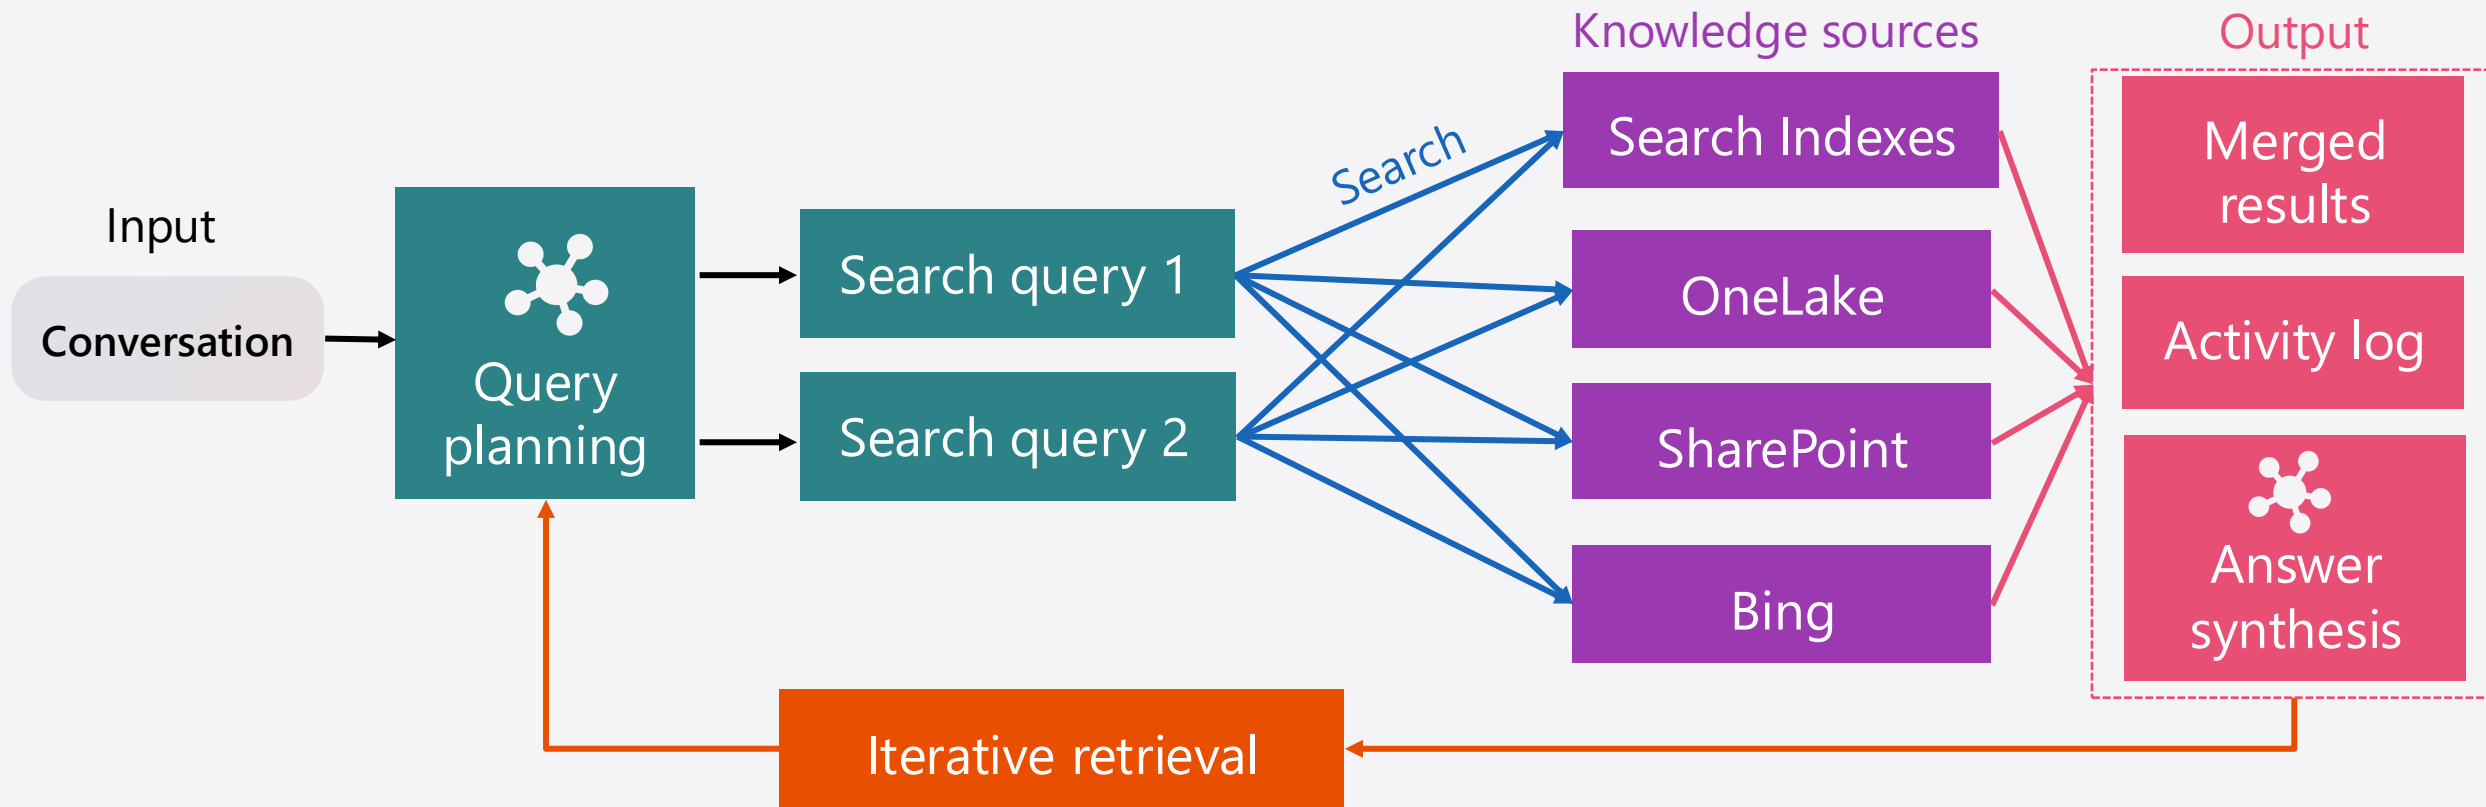 Input
Conversation
Query
planning
Search query 1
Search query 2
Search
Knowledge sources
Search Indexes
OneLake
SharePoint
Bing
Output
Merged
results
Activity log
Answer
synthesis
Iterative retrieval